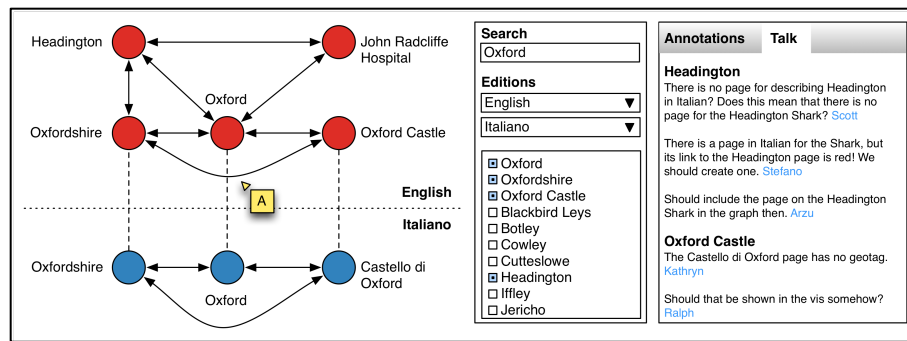 Headington
John Radcliffe
Hospital
Oxford
Oxfordshire
Oxford Castle
A
English
Italiano
Oxfordshire
Oxford
Castello di
Oxford
Search
Oxford
Editions
English
Italiano
Oxford
Oxfordshire
Oxford Castle
Blackbird Leys
Botley
Cowley
Cutteslowe
Headington
Iffley
Jericho
Annotations Talk
Headington
There is no page for describing Headington
in Italian? Does this mean that there is no
page for the Headington Shark? Scott
There is a page in Italian for the Shark, but
its link to the Headington page is red! We
should create one. Stefano
Should include the page on the Headington
Shark in the graph then. Arzu
Oxford Castle
The Castello di Oxford page has no geotag.
Kathryn
Should that be shown in the vis somehow?
Ralph